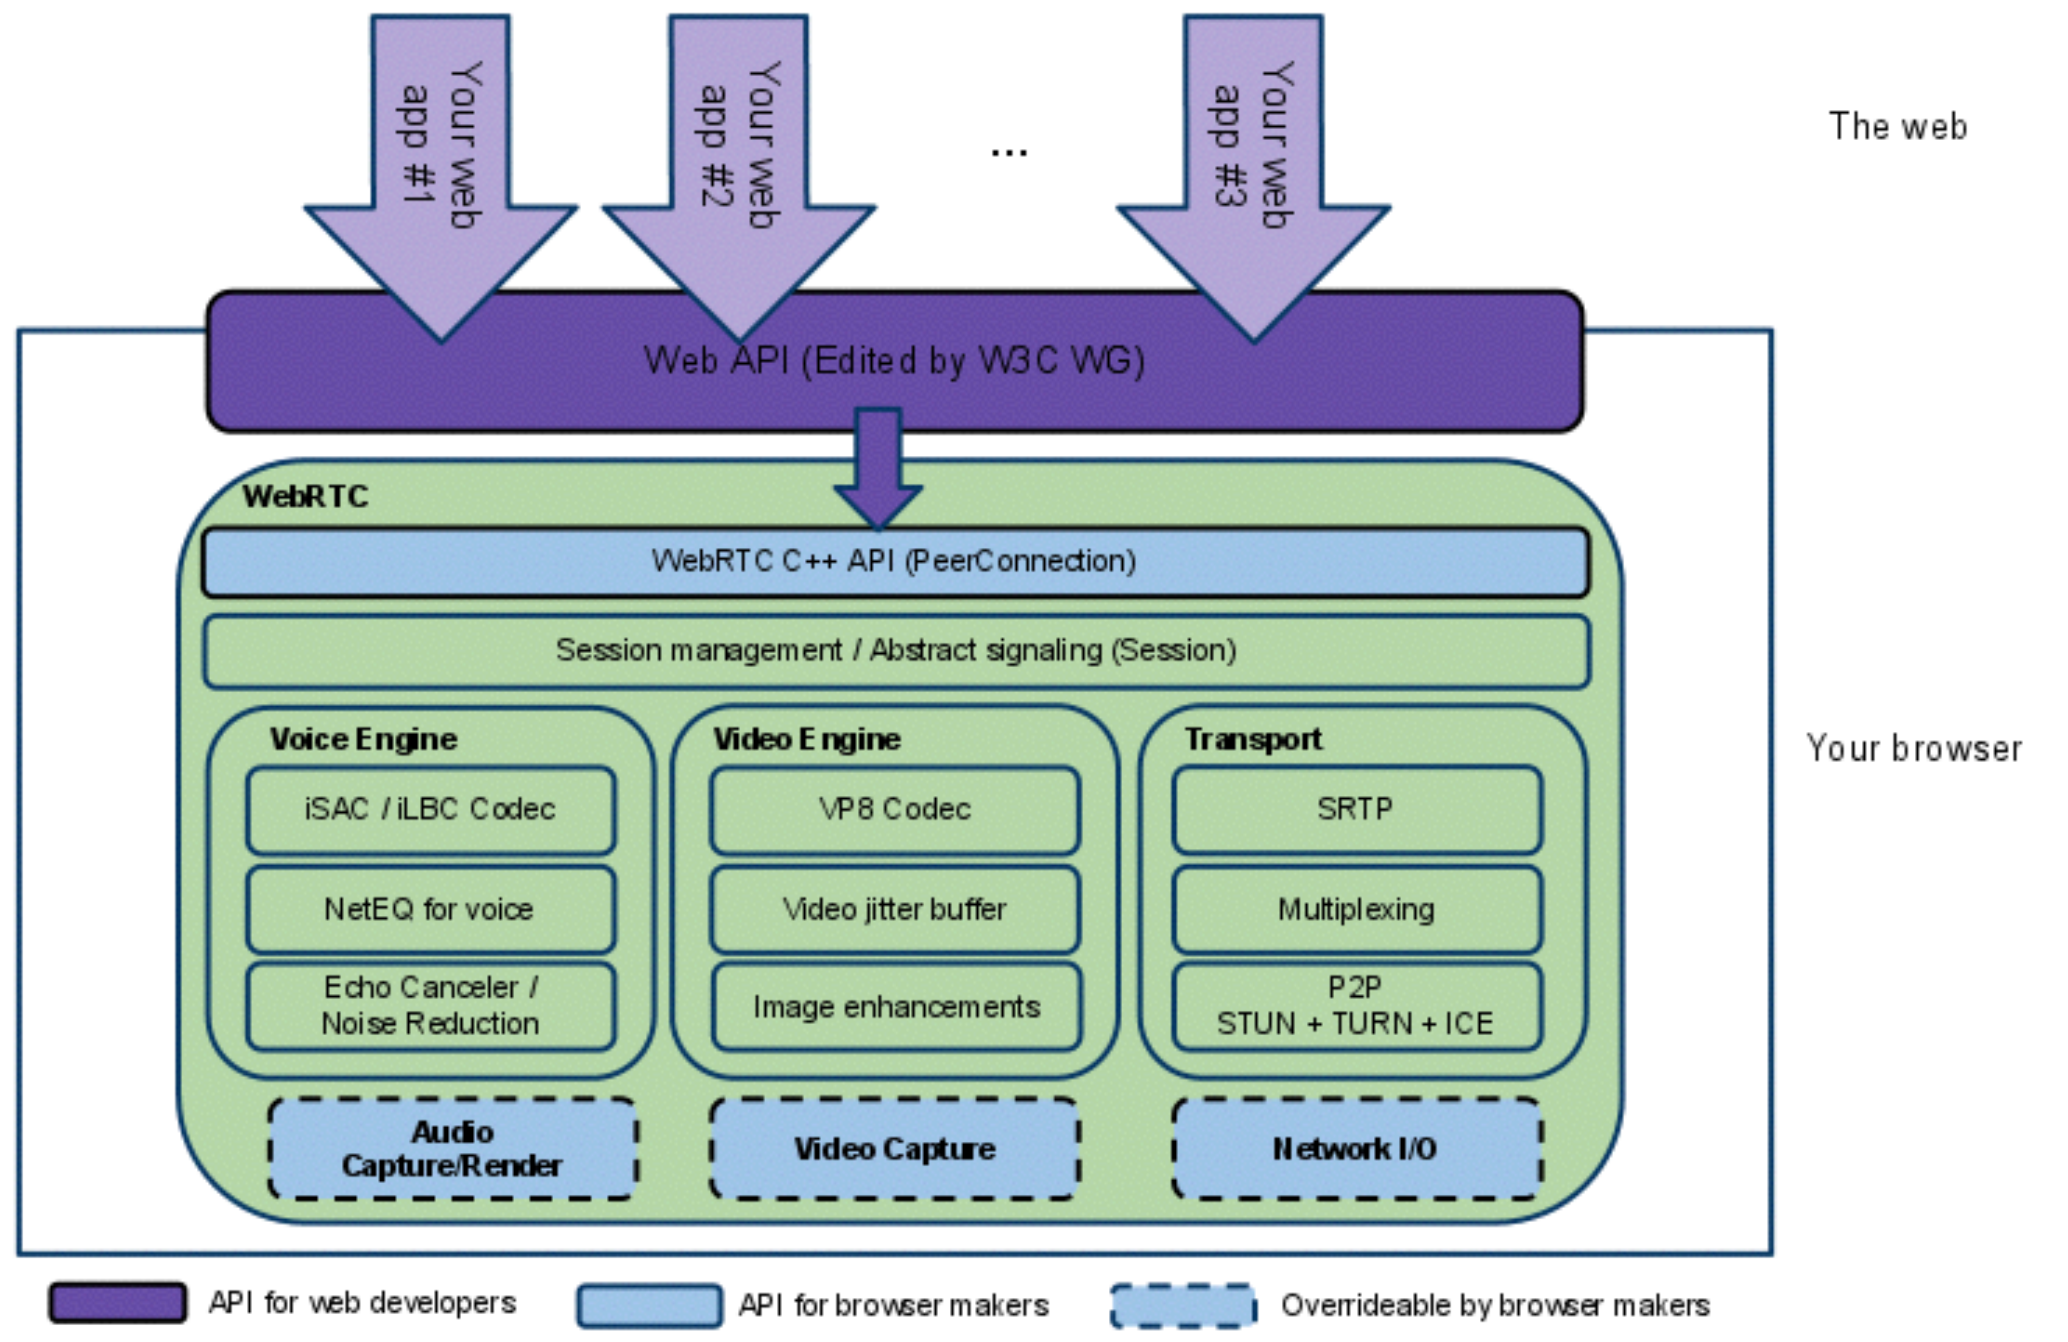 Your web
app #1
Your web
app #2
...
Your web
app #3
The web
Web API (Edited by W3C WG)
WebRTC
WebRTC C++ API (PeerConnection)
Session management / Abstract signaling (Session)
Your browser
Voice Engine
iSAC / iLBC Codec
NetEQ for voice
Echo Canceler /
Noise Reduction
Video Engine
VP8 Codec
Video jitter buffer
Image enhancements
Transport
SRTP
Multiplexing
P2P
STUN + TURN + ICE
Audio
Capture/Render
Video Capture
Network I/O
API for web developers
API for browser makers
Overrideable by browser makers